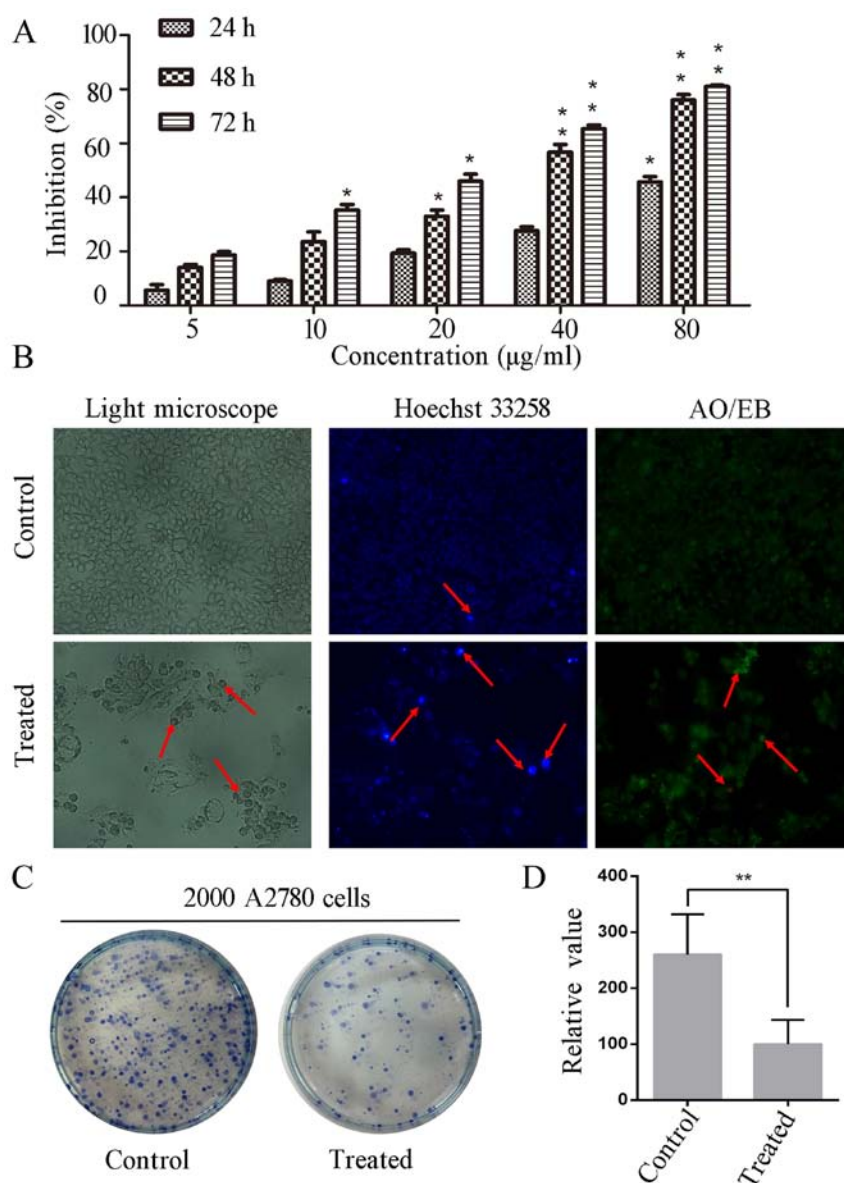 A
100
80
60
40
20
0
Inhibition (%)
24 h
48 h
72 h
*
*
*
* *
* *
*
* *
* *
5 10 20 40 80
Concentration (µg/ml)
B
Light microscope Hoechst 33258 AO/EB
Control
Treated
C
2000 A2780 cells
Control Treated
D
400
300
200
100
0
Relative value
**
Control
Treated